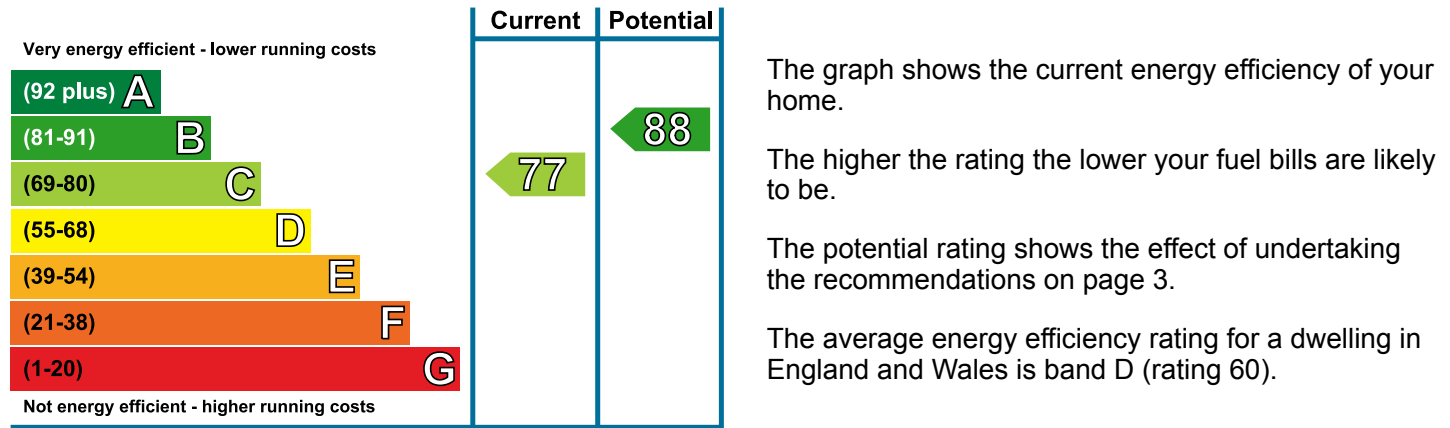 Current Potential
Very energy efficient - lower running costs
(92 plus) A
(81-91) B
(69-80) C
(55-68) D
(39-54) E
(21-38) F
(1-20) G
Not energy efficient - higher running costs
77
88
The graph shows the current energy efficiency of your
home.
The higher the rating the lower your fuel bills are likely
to be.
The potential rating shows the effect of undertaking
the recommendations on page 3.
The average energy efficiency rating for a dwelling in
England and Wales is band D (rating 60).